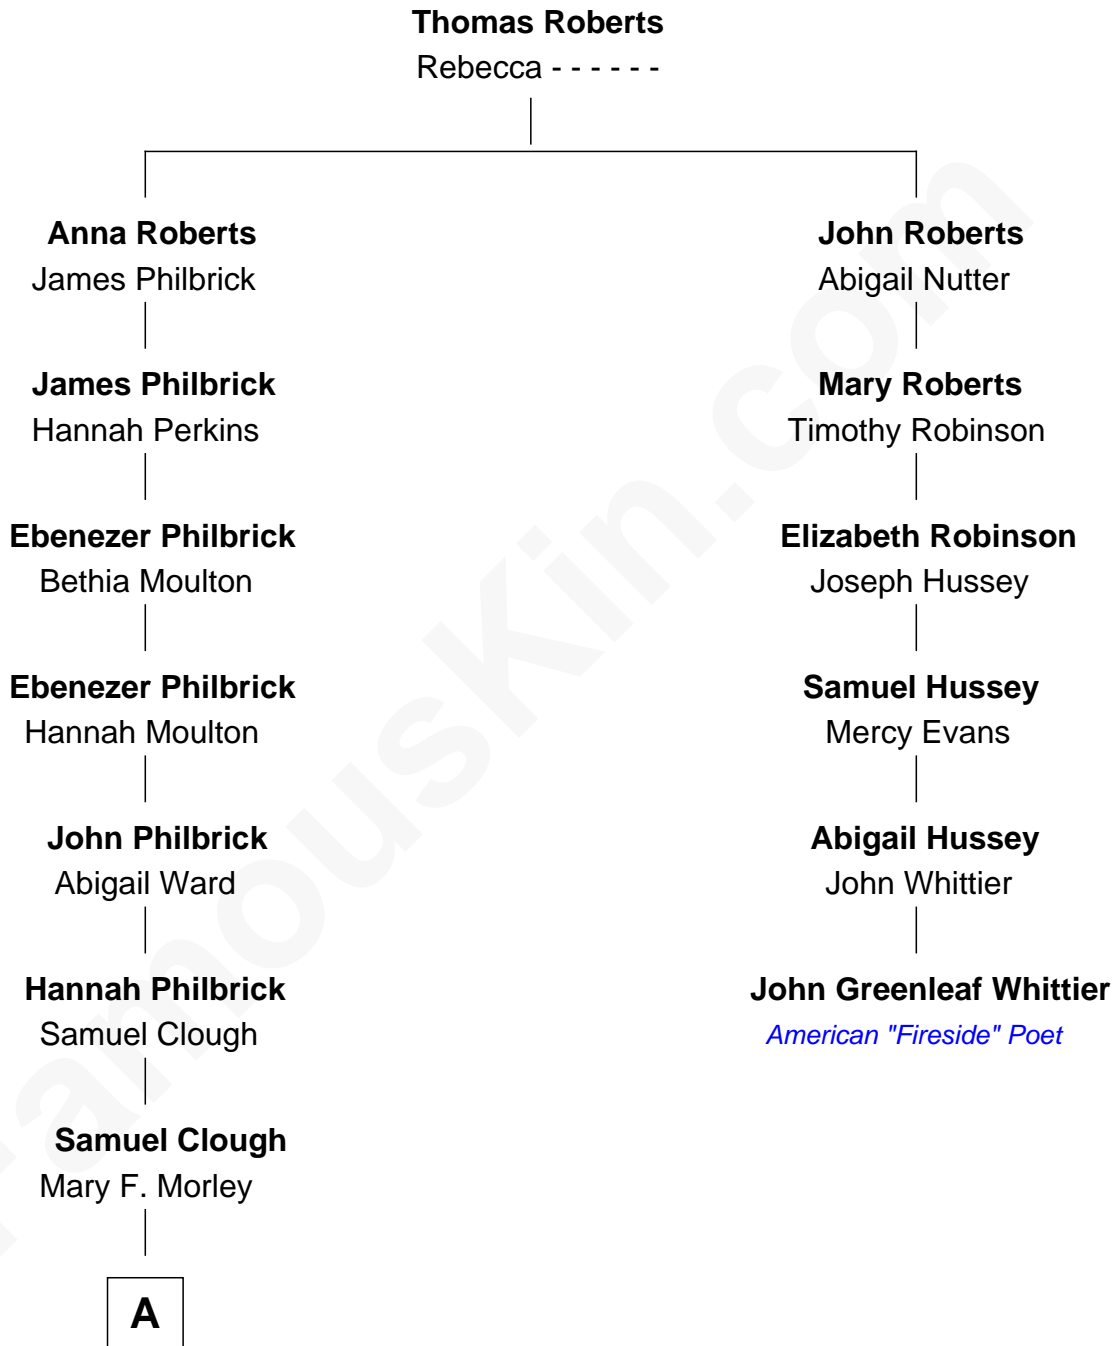 Thomas Roberts
Rebecca - - - - - -
Anna Roberts
James Philbrick
John Roberts
Abigail Nutter
James Philbrick
Hannah Perkins
Mary Roberts
Timothy Robinson
Ebenezer Philbrick
Bethia Moulton
Elizabeth Robinson
Joseph Hussey
Ebenezer Philbrick
Hannah Moulton
Samuel Hussey
Mercy Evans
John Philbrick
Abigail Ward
Abigail Hussey
John Whittier
Hannah Philbrick
Samuel Clough
John Greenleaf Whittier
American "Fireside" Poet
Samuel Clough
Mary F. Morley
A
FamousKin.com